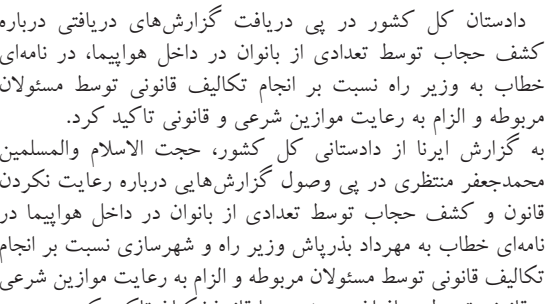 دادستان کل کشور در پی دریافت گزارش‌های دریافتی درباره
کشف حجاب توسط تعدادی از بانوان در داخل هواپیما، در نامه‌ای
خطاب به وزیر راه نسبت بر انجام تکالیف قانونی توسط مسئولان
مربوطه و الزام به رعایت موازین شرعی و قانونی تاکید کرد.
به گزارش ایرنا از دادستانی کل کشور، حجت الاسلام والمسلمین
محمدجعفر منتظری در پی وصول گزارش‌هایی درباره رعایت نکردن
قانون و کشف حجاب توسط تعدادی از بانوان در داخل هواپیما در
نامه‌ای خطاب به مهرداد بذرپاش وزیر راه و شهرسازی نسبت بر انجام
تکالیف قانونی توسط مسئولان مربوطه و الزام به رعایت موازین شرعی